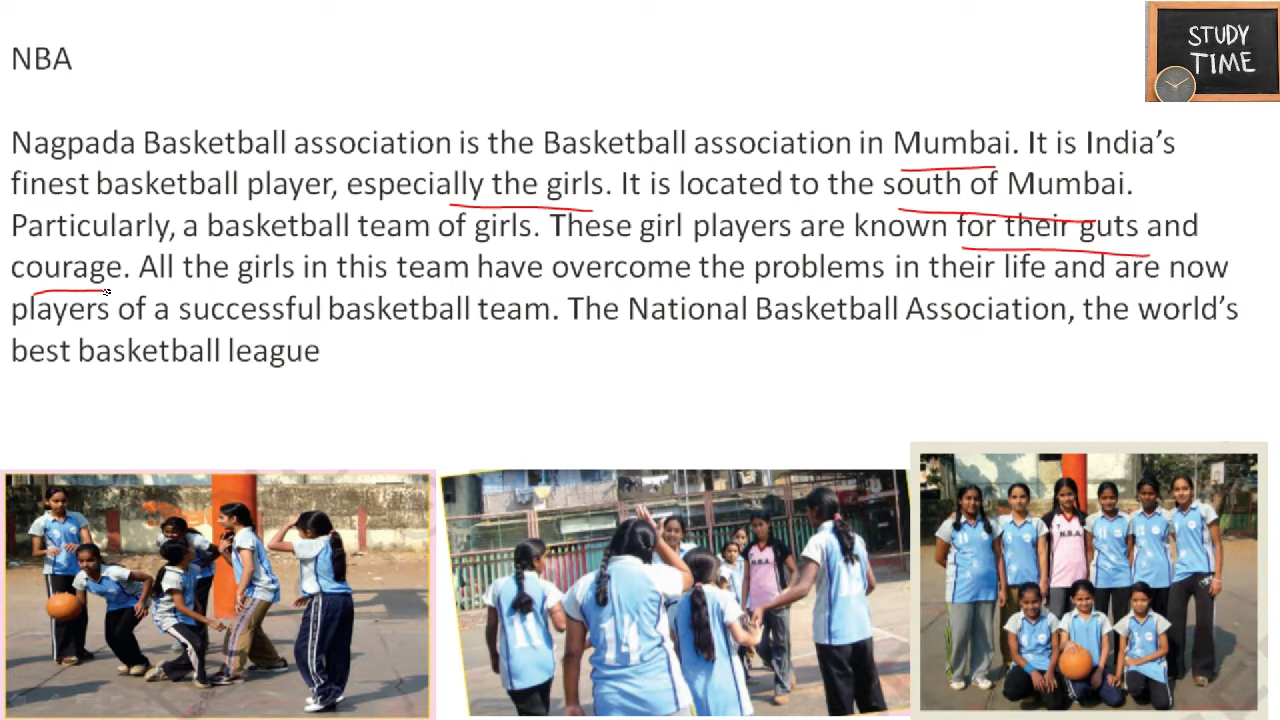 NBA
STUDY
TIME
Nagpada Basketball association is the Basketball association in Mumbai. It is India's
finest basketball player, especially the girls. It is located to the south of Mumbai.
Particularly, a basketball team of girls. These girl players are known for their guts and
courage. All the girls in this team have overcome the problems in their life and are now
players of a successful basketball team. The National Basketball Association, the world's
best basketball league
14
N.B.A.